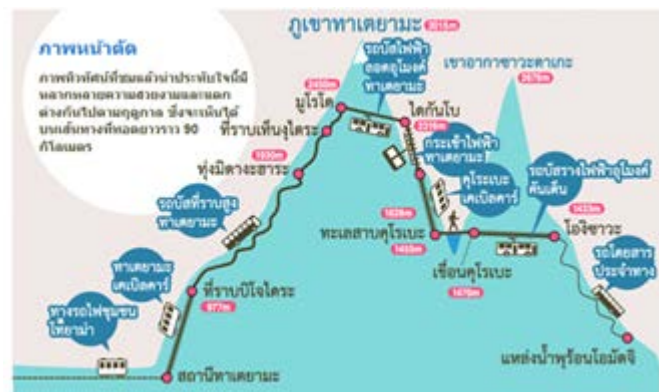 ภาพหน้าตัด
ภาพทิวทัศน์ที่ชมแล้วน่าประทับใจนี้มี
หลากหลายความสวยงามและแตก
ต่างกันไปตามฤดูกาล ซึ่งจะเห็นได้
บนเส้นทางที่ทอดยาวราว 90
กิโลเมตร
ภูเขาทาเตยามะ
3015m
รถบัสไฟฟ้า
ลอดอุโมงค์
ทาเตยามะ
เขาอากาซาวะดาเกะ
2678m
2450m
มูโรโด
ไดกันโบ
2316m
ที่ราบเท็นงูไดระ
กระเช้าไฟฟ้า
ทาเตยามะ
1930m
ทุ่งมิดางะฮาระ
คุโระเบะ
เคเบิลคาร์
รถบัสรางไฟฟ้าอุโมงค์
คันเด็น
รถบัสที่ราบสูง
ทาเตยามะ
1828m
1433m
ทะเลสาบคุโรเบะ
1455m
โองิซาวะ
เขื่อนคุโรเบะ
1470m
รถโดยสาร
ประจำทาง
ทาเตยามะ
เคเบิลคาร์
ที่ราบบิโจไดระ
977m
ทางรถไฟชุมชน
โทยาม่า
แหล่งน้ำพุร้อนโอมัตจิ
สถานีทาเตยามะ